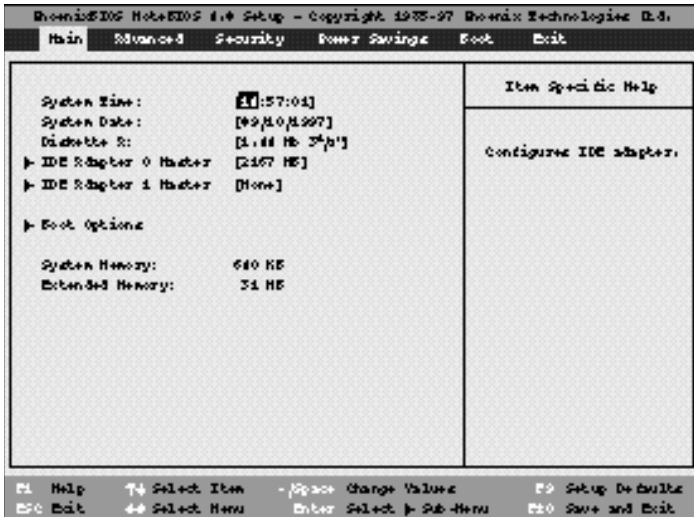 PhoenixBIOS NoteBIOS 4.0 Setup - Copyright 1985-97 Phoenix Technologies Ltd.
Main Advanced Security Power Savings Boot Exit
Item Specific Help
System Time: :57:01]
System Date: [09/10/1997]
Diskette A: [1.44 Mb 3½"]
Configures IDE adapter.
IDE Adapter 0 Master [2167 MB]
IDE Adapter 1 Master [None]
Boot Options
System Memory: 640 KB
Extended Memory: 31 MB
F1 Help ↑↓ Select Item -/Space Change Values F9 Setup Defaults
ESC Exit ↔ Select Menu Enter Select ▶ Sub-Menu F10 Save and Exit